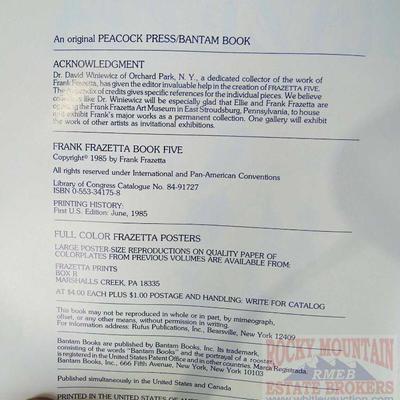 An original PEACOCK PRESS/BANTAM BOOK
ACKNOWLEDGMENT
Dr. David Winiewicz of Orchard Park, N. Y., a dedicated collector of the work of
Frank Frazetta, has given the editor invaluable help in the creation of FRAZETTA FIVE.
The Appendix of credits gives specific references for the individual pieces. We believe
collectors like Dr. Winiewicz will be especially glad that Ellie and Frank Frazetta are
opening the Frank Frazetta Art Museum in East Stroudsburg, Pennsylvania, to house
and exhibit Frank's major works as a permanent collection. One gallery will exhibit
the work of other artists as invitational exhibitions.
FRANK FRAZETTA BOOK FIVE
Copyright© 1985 by Frank Frazetta
All rights reserved under International and Pan-American Conventions
Library of Congress Catalogue No. 84-91727
ISBN 0-553-34175-8
PRINTING HISTORY:
First U.S. Edition: June, 1985
FULL COLOR FRAZETTA POSTERS
LARGE POSTER-SIZE REPRODUCTIONS ON QUALITY PAPER OF
COLORPLATES FROM PREVIOUS VOLUMES ARE AVAILABLE FROM:
FRAZETTA PRINTS
BOX R
MARSHALLS CREEK, PA 18335
AT $4.00 EACH PLUS $1.00 POSTAGE AND HANDLING: WRITE FOR CATALOG
This book may not be reproduced in whole or in part, by mimeograph,
offset, or any other means, without permission in writing.
For information address: Rufus Publications, Inc., Bearsville, New York 12409
Bantam Books are published by Bantam Books, Inc. Its trademark,
consisting of the words "Bantam Books" and the portrayal of a rooster,
is registered in the United States Patent Office and in other countries. Marca Registrada.
Bantam Books, Inc., 666 Fifth Avenue, New York, New York 10103
Published simultaneously in the United States and Canada
PRINTED IN THE UNITED STATES OF
ROCKY MOUNTAIN
RMEB
ESTATE BROKERS